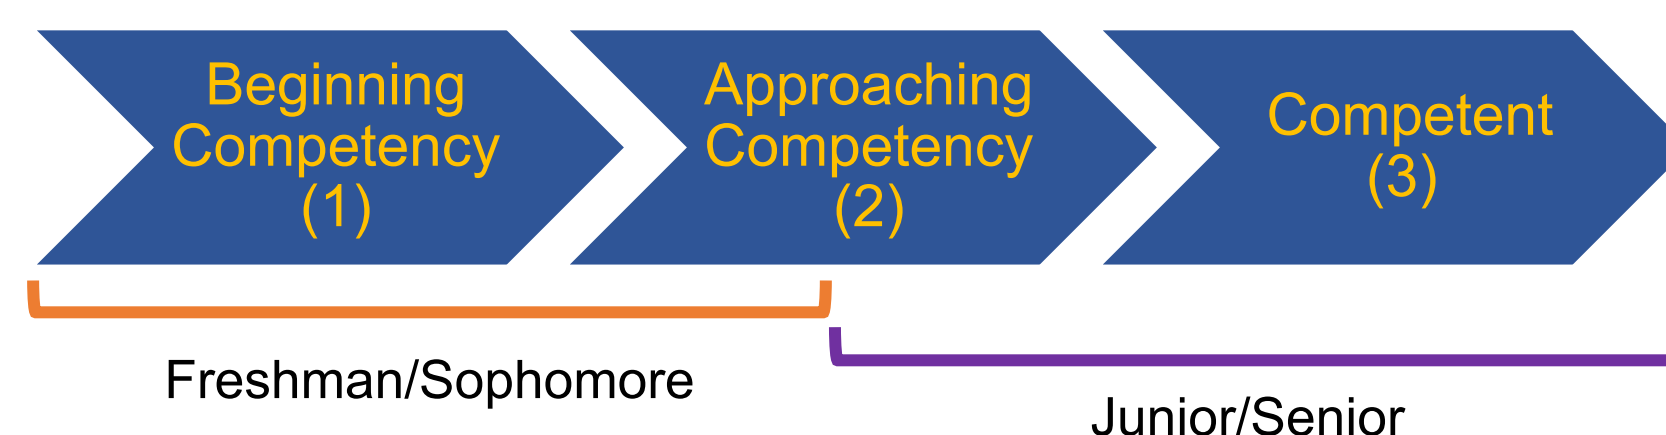 Beginning
Competency
(1)
Approaching
Competency
(2)
Competent
(3)
Freshman/Sophomore
Junior/Senior